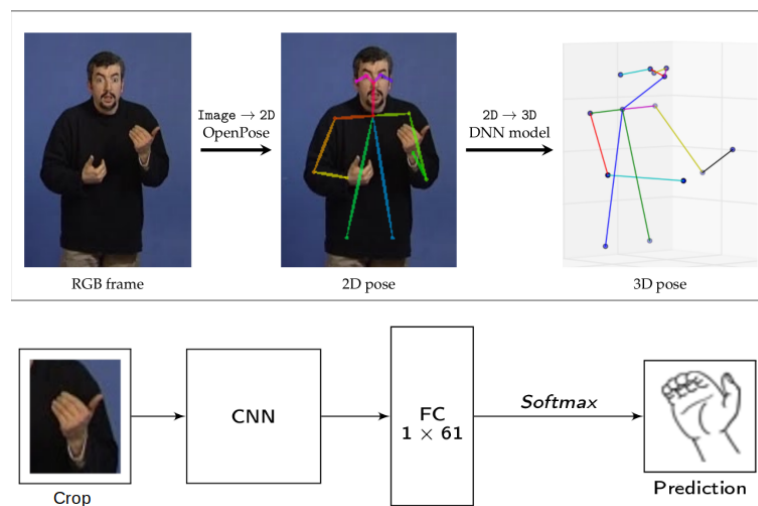 Image → 2D
OpenPose
2D → 3D
DNN model
RGB frame
2D pose
3D pose
CNN
FC
1 × 61
Softmax
Crop
Prediction